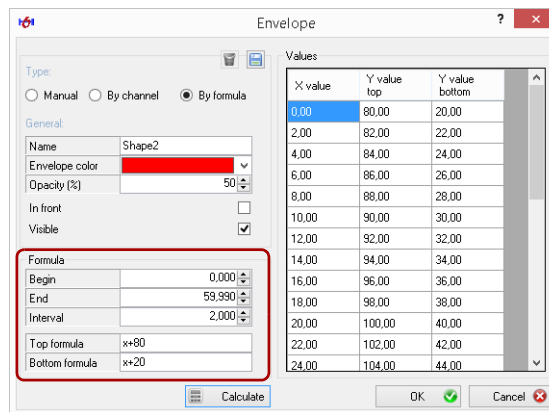 Envelope
?
Type:
Manual By channel By formula
General:
Name Shape2
Envelope color
Opacity (%) 50
In front
Visible
Formula
Begin 0,000
End 59,990
Interval 2,000
Top formula x+80
Bottom formula x+20
Calculate
Values
X value Y value top Y value bottom
0,00 80,00 20,00
2,00 82,00 22,00
4,00 84,00 24,00
6,00 86,00 26,00
8,00 88,00 28,00
10,00 90,00 30,00
12,00 92,00 32,00
14,00 94,00 34,00
16,00 96,00 36,00
18,00 98,00 38,00
20,00 100,00 40,00
22,00 102,00 42,00
24,00 104,00 44,00
OK Cancel